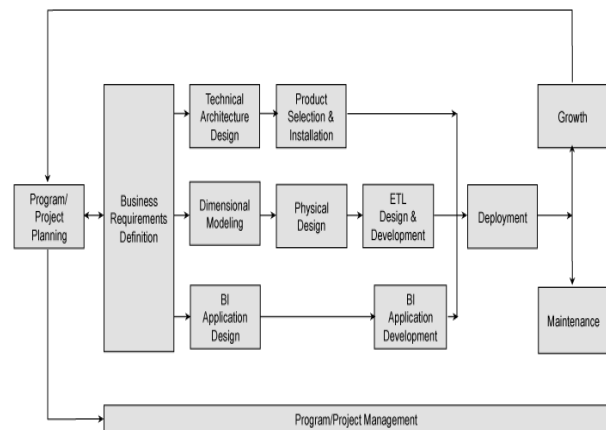 Technical
Architecture
Design
Product
Selection &
Installation
Growth
Program/
Project
Planning
Business
Requirements
Definition
Dimensional
Modeling
Physical
Design
ETL
Design &
Development
Deployment
BI
Application
Design
BI
Application
Development
Maintenance
Program/Project Management